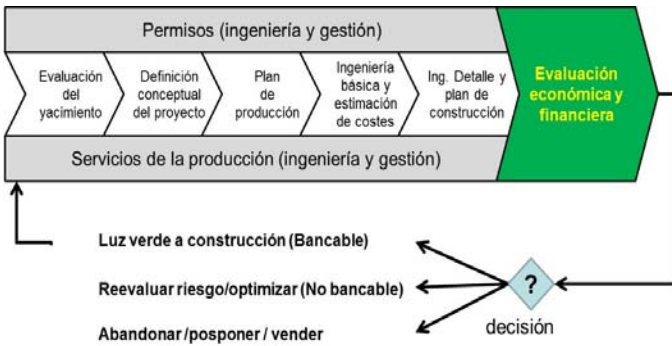 Permisos (ingeniería y gestión)
Evaluación
del
yacimiento
Definición
conceptual
del proyecto
Plan
de
producción
Ingeniería
básica y
estimación
de costes
Ing. Detalle y
plan de
construcción
Evaluación
económica y
financiera
Servicios de la producción (ingeniería y gestión)
Luz verde a construcción (Bancable)
Reevaluar riesgo/optimizar (No bancable)
Abandonar/posponer / vender
?
decisión